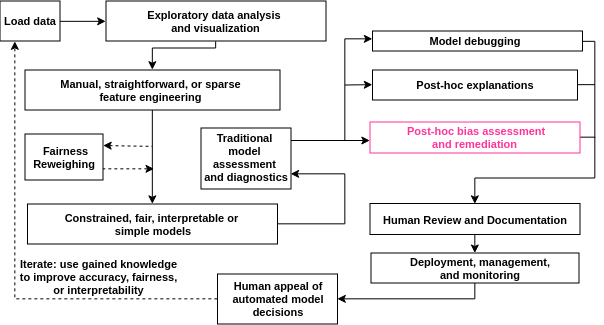 Load data
Exploratory data analysis
and visualization
Manual, straightforward, or sparse
feature engineering
Fairness
Reweighing
Traditional
model
assessment
and diagnostics
Constrained, fair, interpretable or
simple models
Model debugging
Post-hoc explanations
Post-hoc bias assessment
and remediation
Human Review and Documentation
Deployment, management,
and monitoring
Human appeal of
automated model
decisions
Iterate: use gained knowledge
to improve accuracy, fairness,
or interpretability